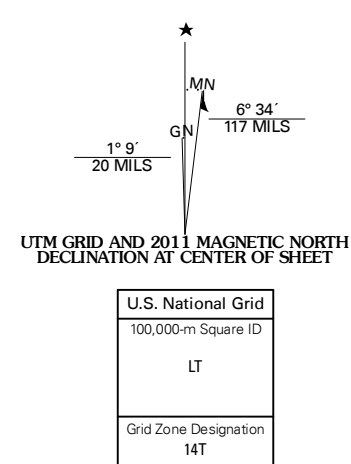 ★
MN
GN
6° 34´
117 MILS
1° 9´
20 MILS
UTM GRID AND 2011 MAGNETIC NORTH
DECLINATION AT CENTER OF SHEET
U.S. National Grid
100,000-m Square ID
LT
Grid Zone Designation
14T